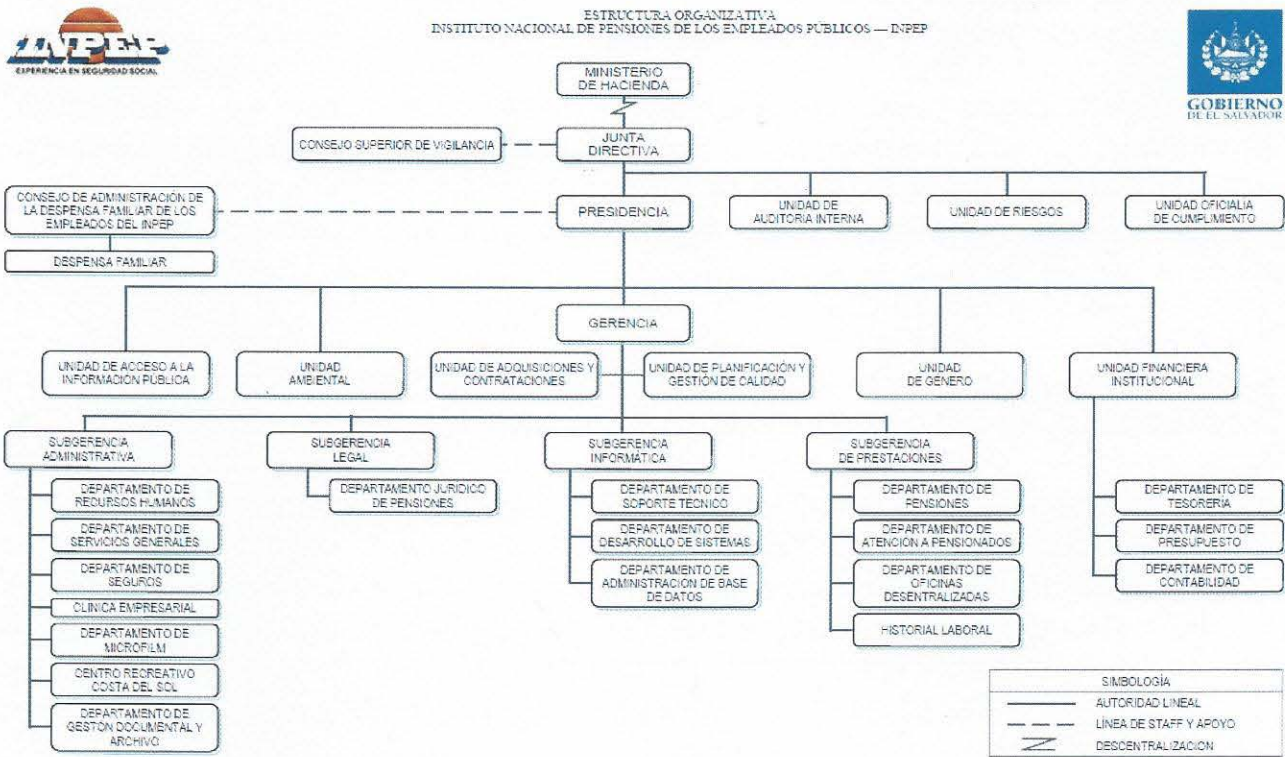 INPEP
EXPERIENCIA EN SEGURIDAD SOCIAL
ESTRUCTURA ORGANIZATIVA
INSTITUTO NACIONAL DE PENSIONES DE LOS EMPLEADOS PÚBLICOS — INPEP
GOBIERNO
DE EL SALVADOR
MINISTERIO
DE HACIENDA
CONSEJO SUPERIOR DE VIGILANCIA
JUNTA
DIRECTIVA
CONSEJO DE ADMINISTRACIÓN DE
LA DESPENSA FAMILIAR DE LOS
EMPLEADOS DEL INPEP
DESPENSA FAMILIAR
PRESIDENCIA
UNIDAD DE
AUDITORIA INTERNA
UNIDAD DE RIESGOS
UNIDAD OFICIALIA
DE CUMPLIMIENTO
GERENCIA
UNIDAD DE ACCESO A LA
INFORMACION PUBLICA
UNIDAD
AMBIENTAL
UNIDAD DE ADQUISICIONES Y
CONTRATACIONES
UNIDAD DE PLANIFICACIÓN Y
GESTIÓN DE CALIDAD
UNIDAD
DE GENERO
UNIDAD FINANCIERA
INSTITUCIONAL
SUBGERENCIA
ADMINISTRATIVA
DEPARTAMENTO DE
RECURSOS HUMANOS
DEPARTAMENTO DE
SERVICIOS GENERALES
DEPARTAMENTO DE
SEGUROS
CLINICA EMPRESARIAL
DEPARTAMENTO DE
MICROFILM
CENTRO RECREATIVO
COSTA DEL SOL
DEPARTAMENTO DE
GESTION DOCUMENTAL Y
ARCHIVO
SUBGERENCIA
LEGAL
DEPARTAMENTO JURIDICO
DE PENSIONES
SUBGERENCIA
INFORMÁTICA
DEPARTAMENTO DE
SOPORTE TECNICO
DEPARTAMENTO DE
DESARROLLO DE SISTEMAS
DEPARTAMENTO DE
ADMINISTRACION DE BASE
DE DATOS
SUBGERENCIA
DE PRESTACIONES
DEPARTAMENTO DE
PENSIONES
DEPARTAMENTO DE
ATENCIÓN A PENSIONADOS
DEPARTAMENTO DE
OFICINAS
DESENTRALIZADAS
HISTORIAL LABORAL
DEPARTAMENTO DE
TESORERÍA
DEPARTAMENTO DE
PRESUPUESTO
DEPARTAMENTO DE
CONTABILIDAD
SIMBOLOGÍA
AUTORIDAD LINEAL
LÍNEA DE STAFF Y APOYO
DESCENTRALIZACION